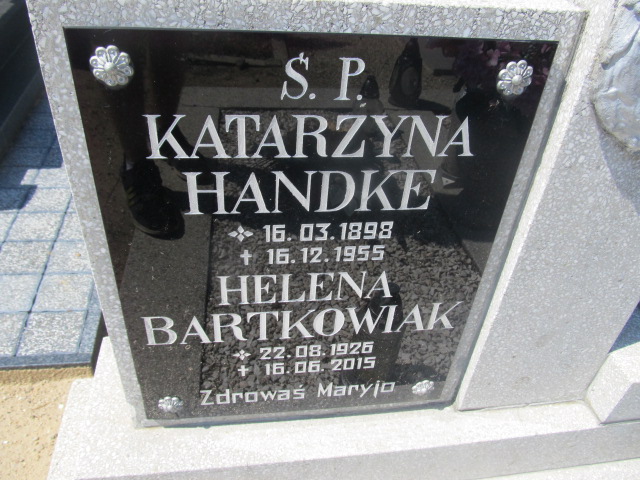 Ś. P.
KATARZYNA
HANDKE
16. 03. 1898
✝ 16. 12. 1955
HELENA
BARTKOWIAK
22. 08. 1926
✝ 16. 06. 2015
Zdrowaś Maryjo